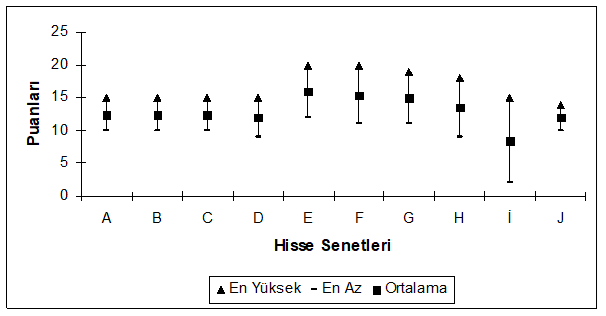 25
20
15
10
5
0
Puanları
A B C D E F G H İ J
Hisse Senetleri
En Yüksek En Az Ortalama